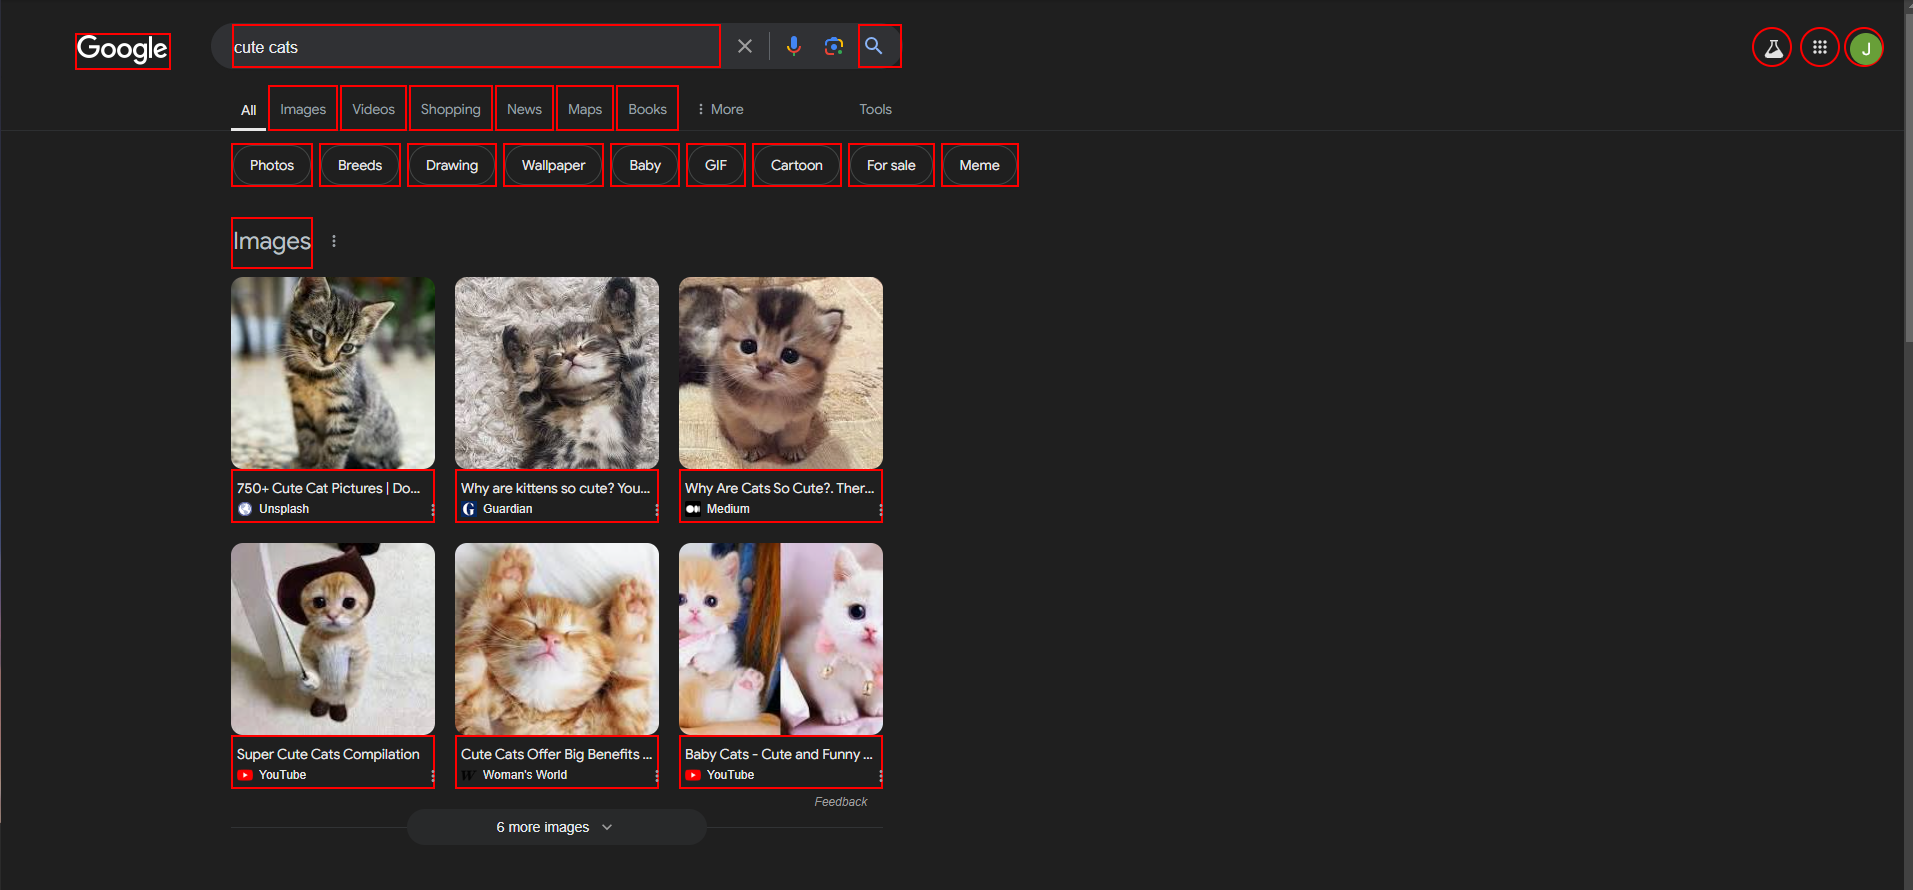 Google
cute cats
J
All
Images
Videos
Shopping
News
Maps
Books
More
Tools
Photos
Breeds
Drawing
Wallpaper
Baby
GIF
Cartoon
For sale
Meme
Images
750+ Cute Cat Pictures | Do...
Unsplash
Why are kittens so cute? You...
G Guardian
Why Are Cats So Cute?. Ther...
Medium
Super Cute Cats Compilation
YouTube
Cute Cats Offer Big Benefits ...
W Woman's World
Baby Cats - Cute and Funny ...
YouTube
Feedback
6 more images